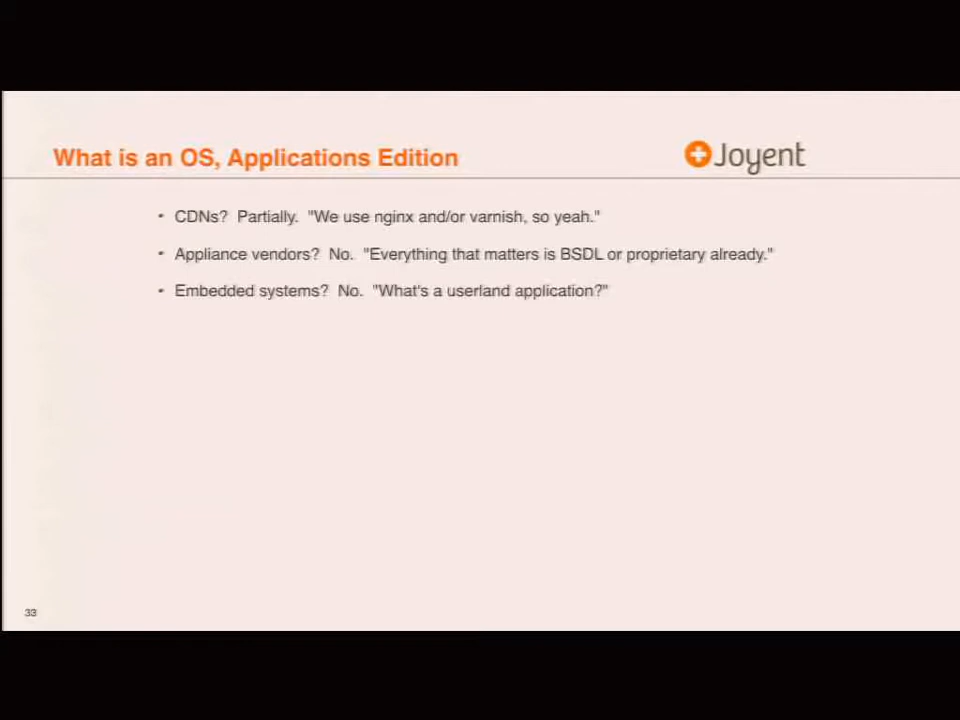 What is an OS, Applications Edition
Joyent
• CDNs? Partially. "We use nginx and/or varnish, so yeah."
• Appliance vendors? No. "Everything that matters is BSDL or proprietary already."
• Embedded systems? No. "What's a userland application?"
33